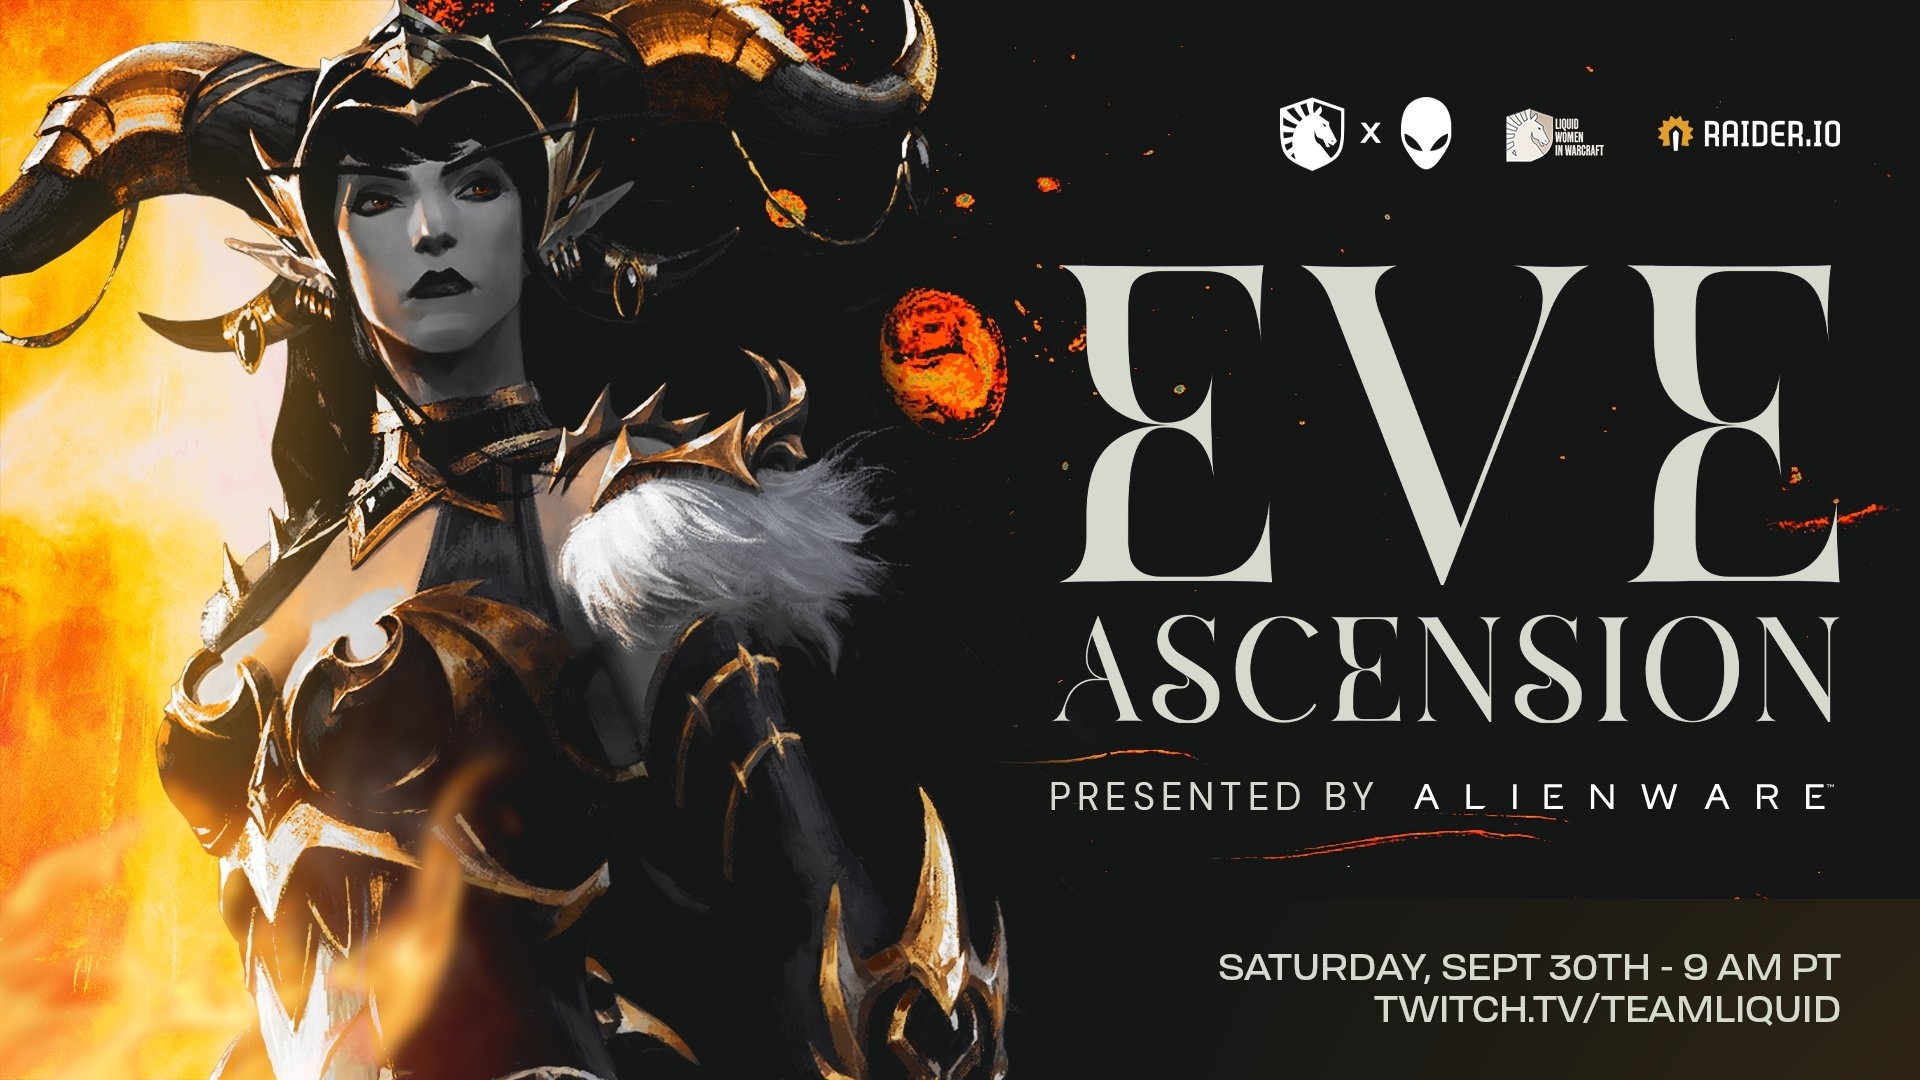 X
LIQUID
WOMEN
IN WARCRAFT
RAIDER.IO
EVE
ASCENSION
PRESENTED BY ALIENWARE™
SATURDAY, SEPT 30TH - 9 AM PT
TWITCH.TV/TEAMLIQUID